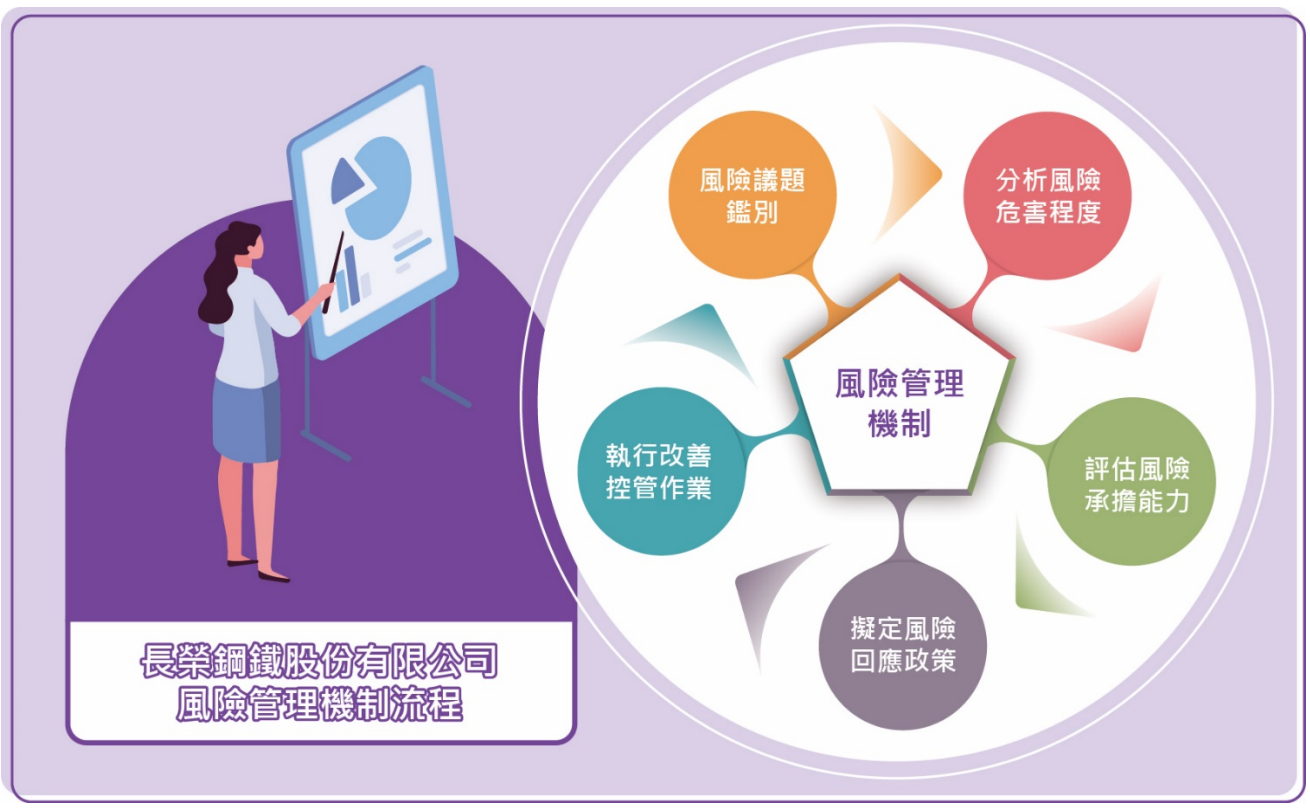 風險議題
鑑別
分析風險
危害程度
風險管理
機制
評估風險
承擔能力
擬定風險
回應政策
執行改善
控管作業
長榮鋼鐵股份有限公司
風險管理機制流程